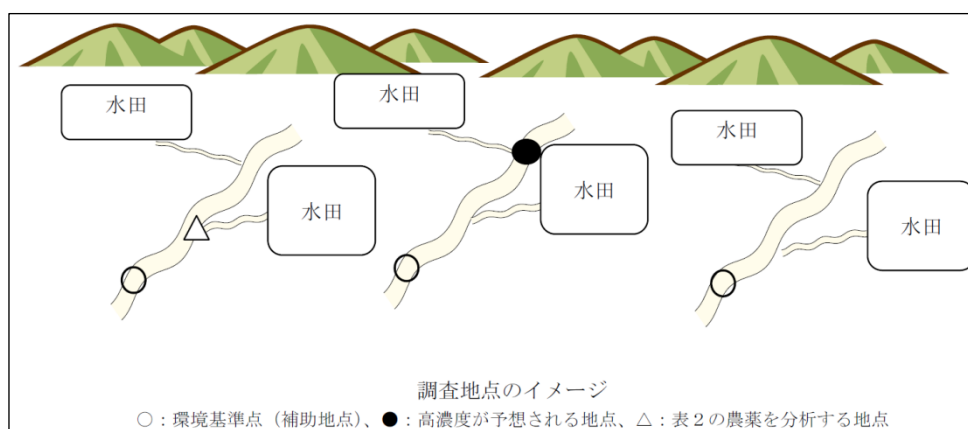 水田
水田
水田
水田
水田
水田
調査地点のイメージ
○：環境基準点（補助地点）、●：高濃度が予想される地点、△：表２の農薬を分析する地点